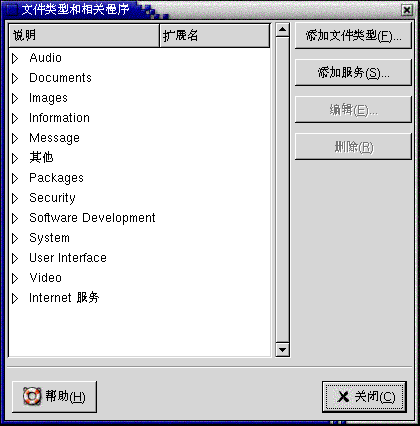 文件类型和相关程序
说明 扩展名
Audio
Documents
Images
Information
Message
其他
Packages
Security
Software Development
System
User Interface
Video
Internet 服务
添加文件类型(F)...
添加服务(S)...
编辑(E)...
删除(R)
帮助(H)
关闭(C)